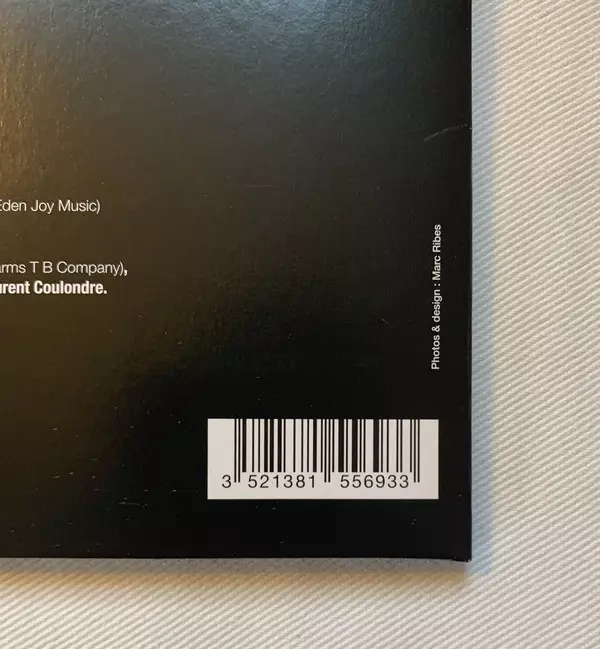 Eden Joy Music)
arms T B Company),
urent Coulondre.
Photos & design : Marc Ribes
3 521381 556933